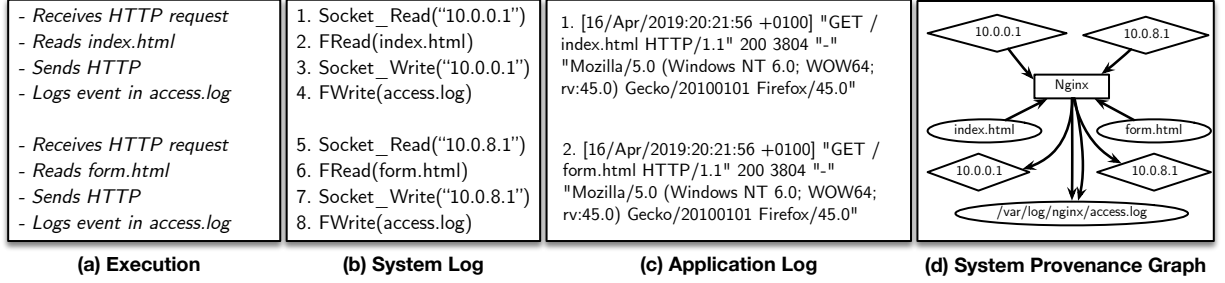 - Receives HTTP request
- Reads index.html
- Sends HTTP
- Logs event in access.log
- Receives HTTP request
- Reads form.html
- Sends HTTP
- Logs event in access.log
(a) Execution
1. Socket_Read(“10.0.0.1”)
2. FRead(index.html)
3. Socket_Write(“10.0.0.1”)
4. FWrite(access.log)
5. Socket_Read(“10.0.8.1”)
6. FRead(form.html)
7. Socket_Write(“10.0.8.1”)
8. FWrite(access.log)
(b) System Log
1. [16/Apr/2019:20:21:56 +0100] "GET /
index.html HTTP/1.1" 200 3804 "-"
"Mozilla/5.0 (Windows NT 6.0; WOW64;
rv:45.0) Gecko/20100101 Firefox/45.0"
2. [16/Apr/2019:20:21:56 +0100] "GET /
form.html HTTP/1.1" 200 3804 "-"
"Mozilla/5.0 (Windows NT 6.0; WOW64;
rv:45.0) Gecko/20100101 Firefox/45.0"
(c) Application Log
10.0.0.1
10.0.8.1
Nginx
index.html
form.html
10.0.0.1
10.0.8.1
/var/log/nginx/access.log
(d) System Provenance Graph